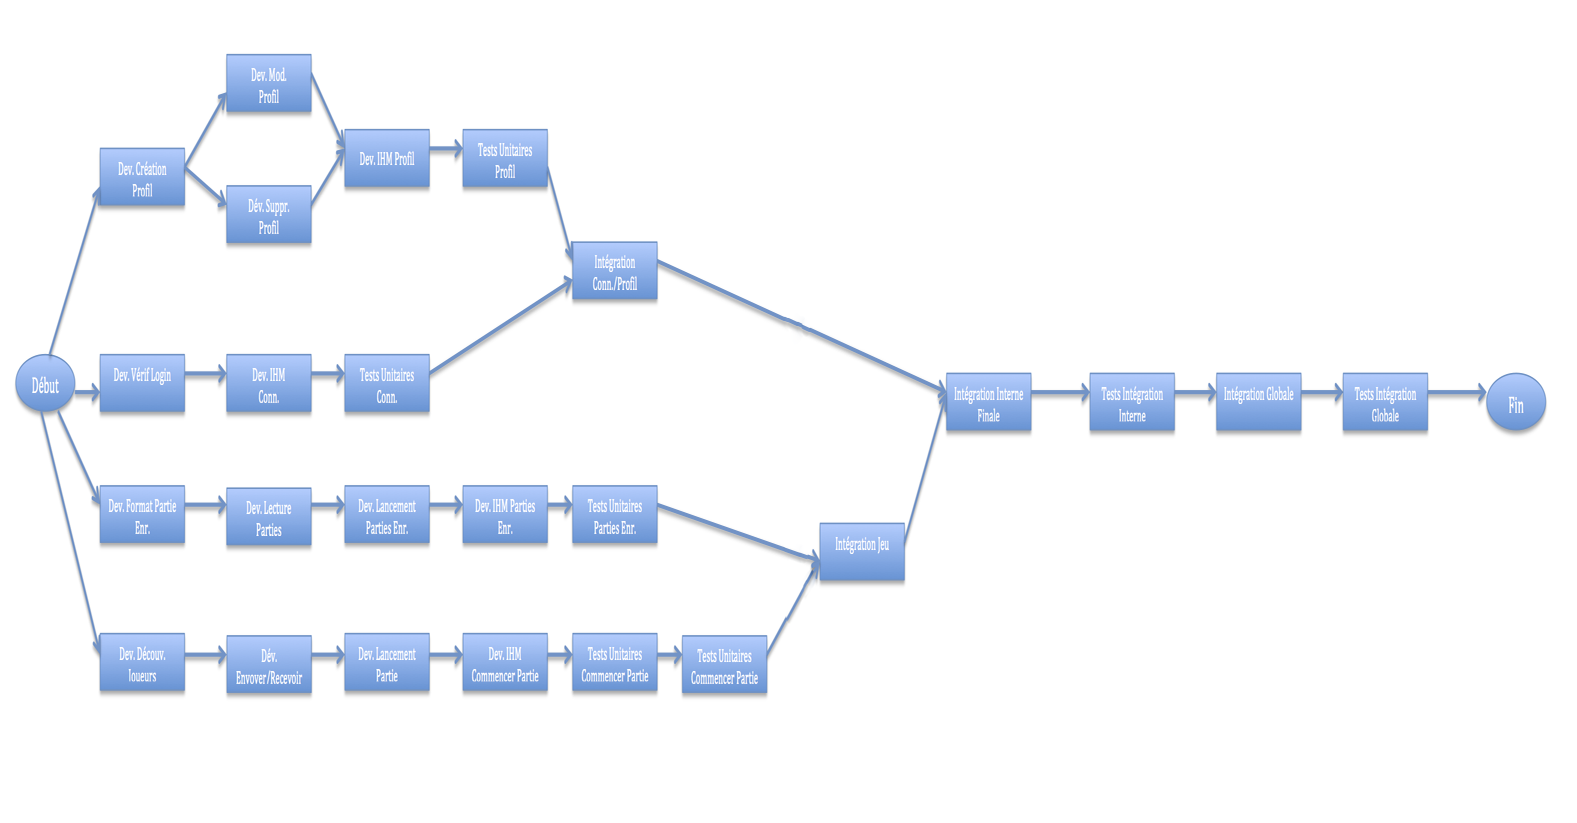 Dev. Mod.
Profil
Dev. Création
Profil
Dév. Suppr.
Profil
Dev. IHM Profil
Tests Unitaires
Profil
Intégration
Conn./Profil
Début
Dev. Vérif Login
Dev. IHM
Conn.
Tests Unitaires
Conn.
Intégration Interne
Finale
Tests Intégration
Interne
Intégration Globale
Tests Intégration
Globale
Fin
Dev. Format Partie
Enr.
Dev. Lecture
Parties
Dev. Lancement
Parties Enr.
Dev. IHM Parties
Enr.
Tests Unitaires
Parties Enr.
Intégration Jeu
Dev. Découv.
Joueurs
Dév.
Envoyer/Recevoir
Dev. Lancement
Partie
Dev. IHM
Commencer Partie
Tests Unitaires
Commencer Partie
Tests Unitaires
Commencer Partie